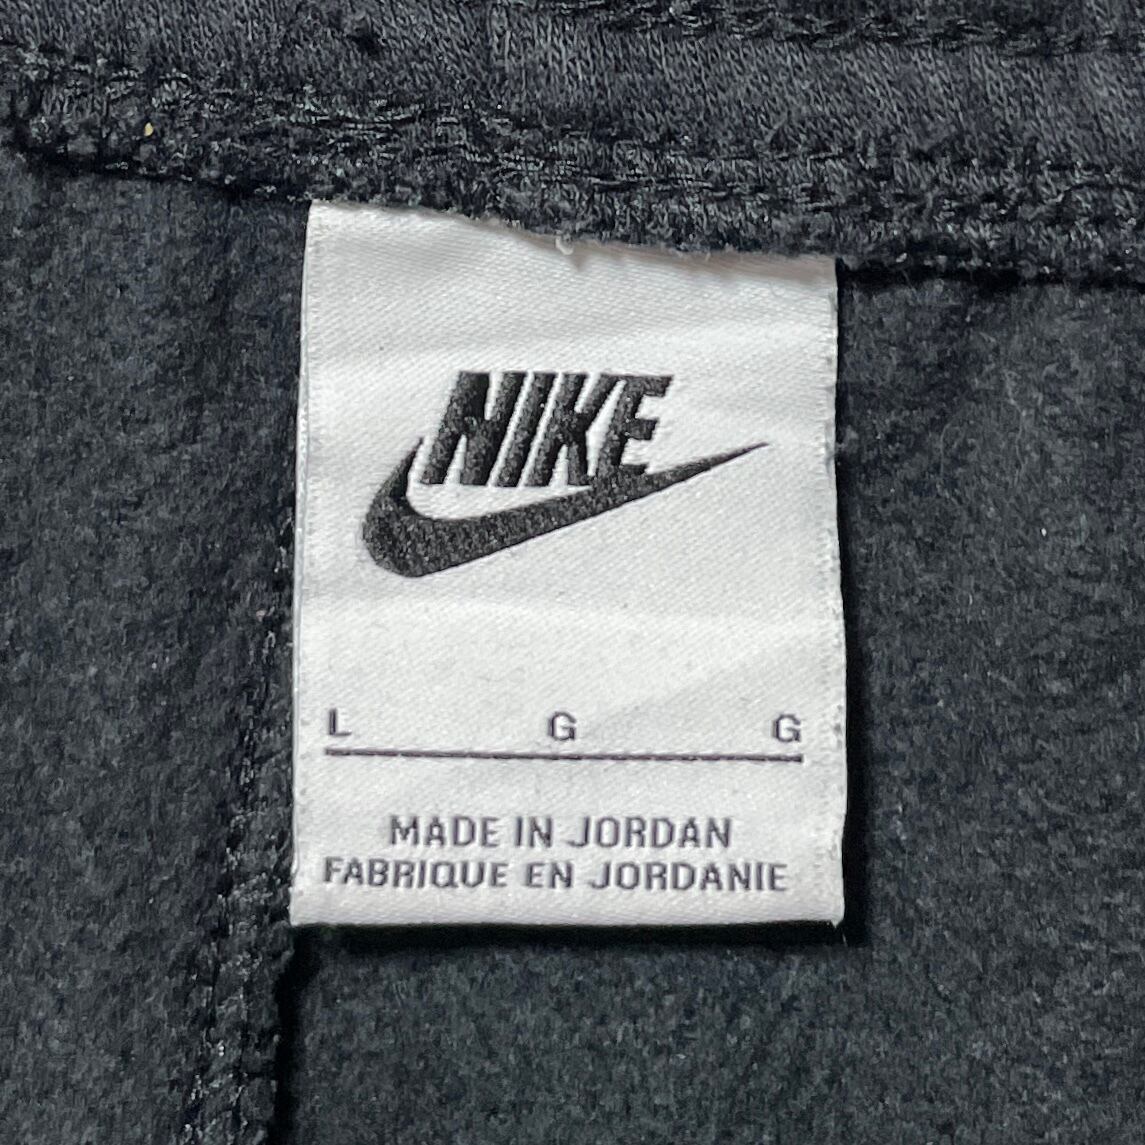 NIKE
L G G
MADE IN JORDAN
FABRIQUE EN JORDANIE